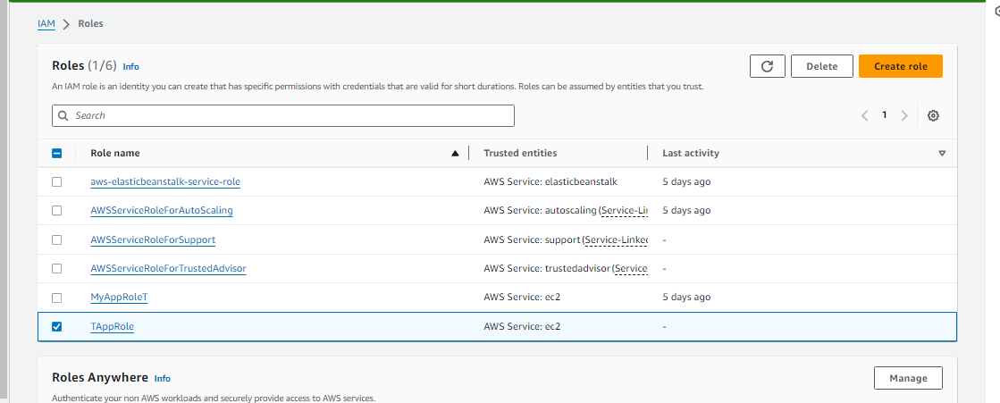 IAM > Roles
Roles (1/6) Info
Delete
Create role
An IAM role is an identity you can create that has specific permissions with credentials that are valid for short durations. Roles can be assumed by entities that you trust.
Search
1
Role name Trusted entities Last activity
aws-elasticbeanstalk-service-role AWS Service: elasticbeanstalk 5 days ago
AWSServiceRoleForAutoScaling AWS Service: autoscaling (Service-Lin 5 days ago
AWSServiceRoleForSupport AWS Service: support (Service-Linked -
AWSServiceRoleForTrustedAdvisor AWS Service: trustedadvisor (Service -
MyAppRoleT AWS Service: ec2 5 days ago
TAppRole AWS Service: ec2 -
Roles Anywhere Info
Manage
Authenticate your non AWS workloads and securely provide access to AWS services.